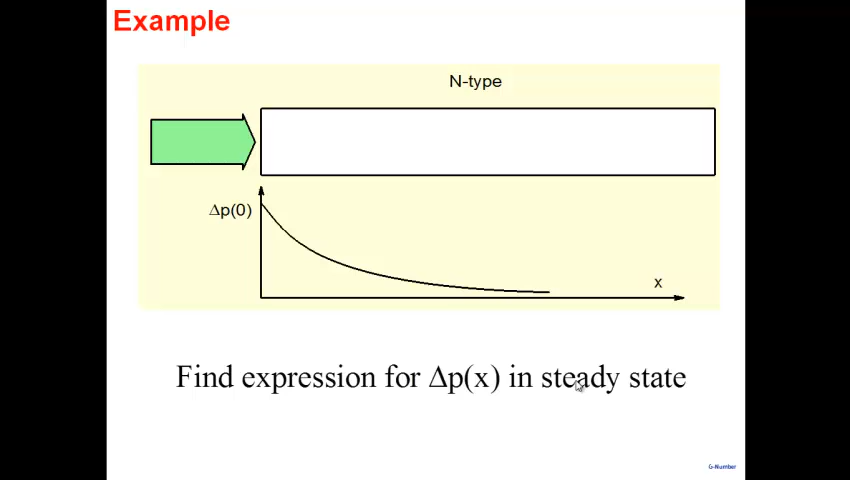 Example
N-type
Δp(0)
x
Find expression for Δp(x) in steady state
G-Number